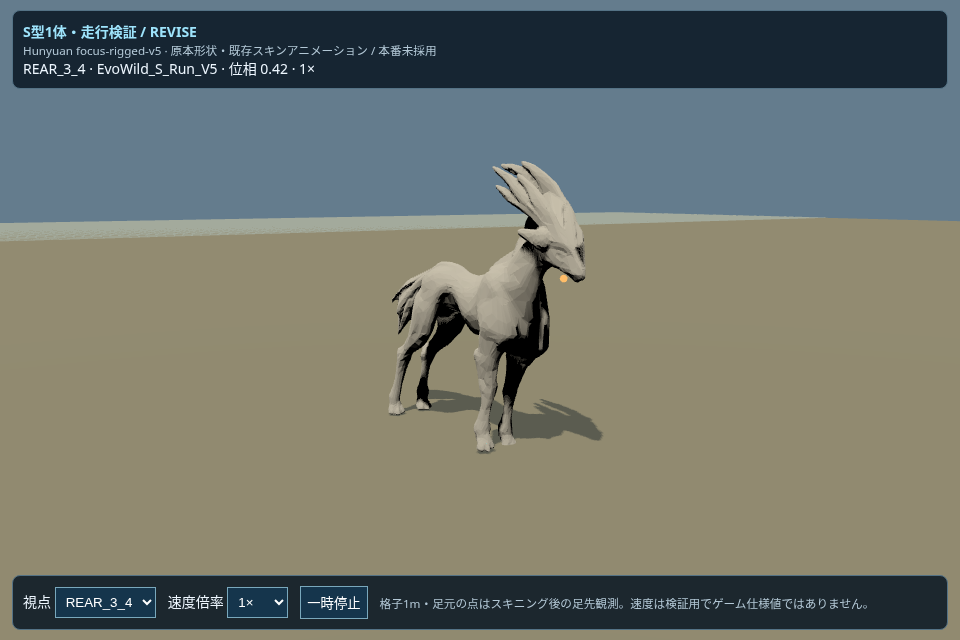 S型1体・走行検証 / REVISE
Hunyuan focus-rigged-v5 · 原本形状・既存スキンアニメーション / 本番未採用
REAR_3_4 · EvoWild_S_Run_V5 · 位相 0.42 · 1×
視点 REAR_3_4 速度倍率 1× 一時停止 格子1m・足元の点はスキニング後の足先観測。速度は検証用でゲーム仕様値ではありません。